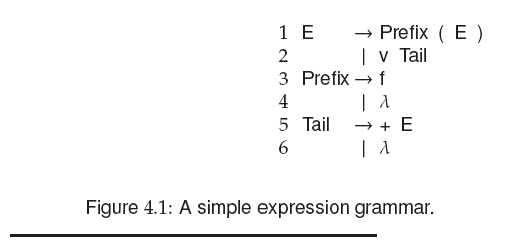 1 E → Prefix ( E )
2 | v Tail
3 Prefix → f
4 | λ
5 Tail → + E
6 | λ
Figure 4.1: A simple expression grammar.